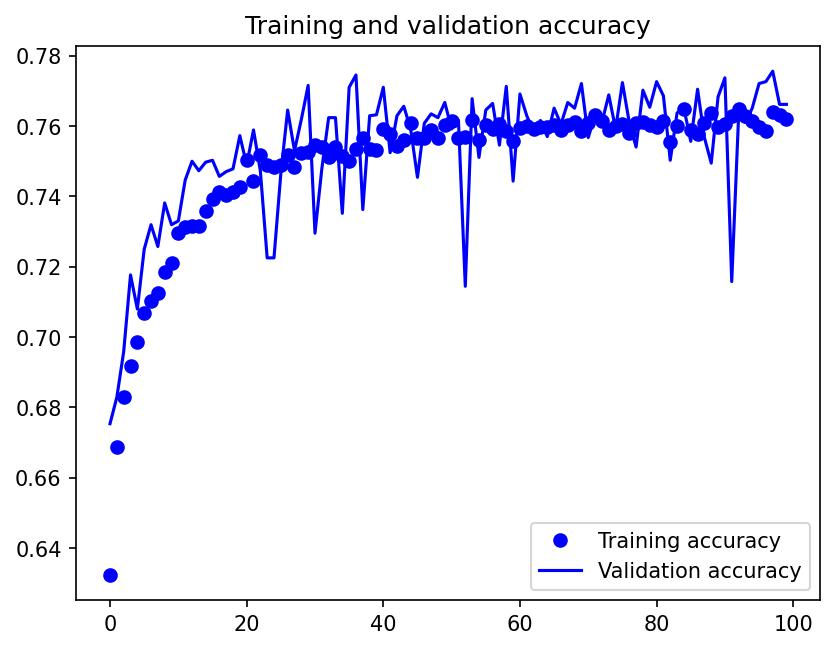 Training and validation accuracy
0.78
0.76
0.74
0.72
0.70
0.68
0.66
0.64
Training accuracy
Validation accuracy
0 20 40 60 80 100